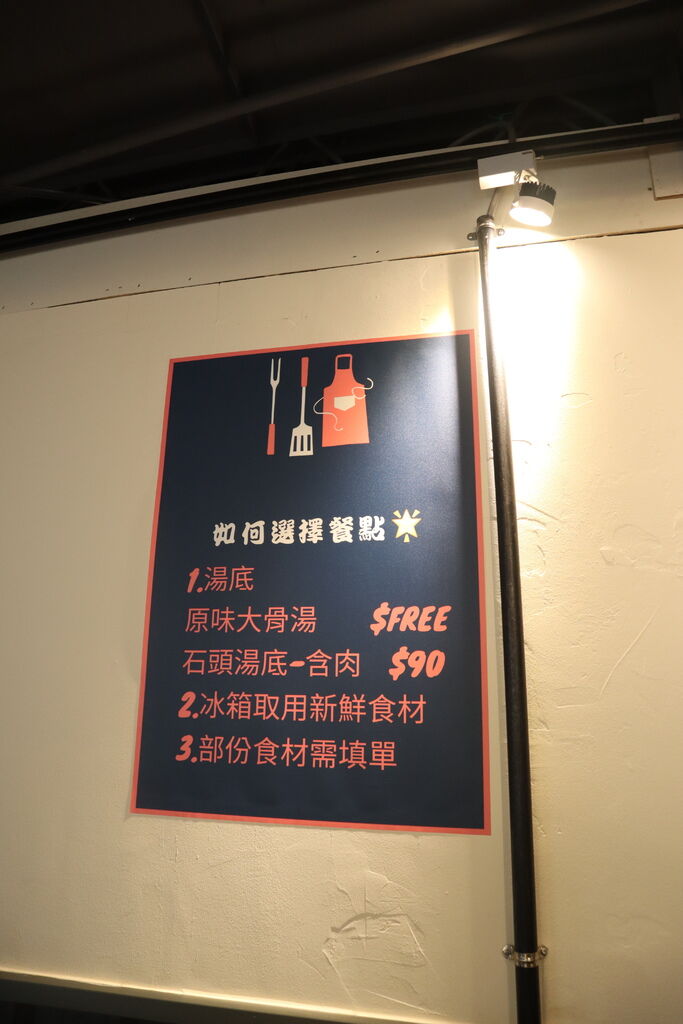 如何選擇餐點
1.湯底
原味大骨湯 $FREE
石頭湯底-含肉 $90
2.冰箱取用新鮮食材
3.部份食材需填單